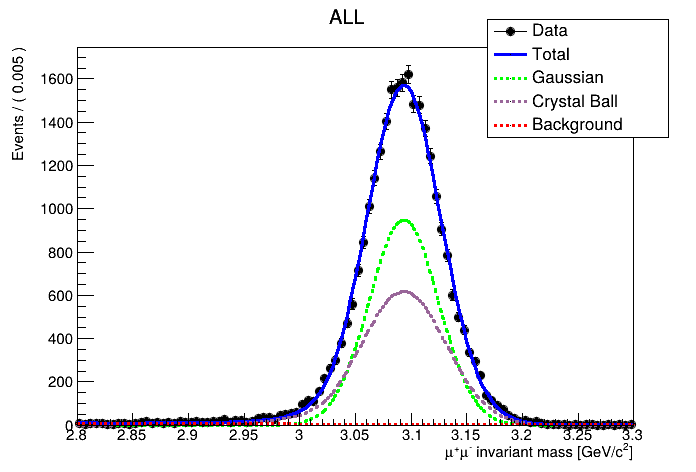 ALL
Data
Total
Gaussian
Crystal Ball
Background
Events / ( 0.005 )
1600
1400
1200
1000
800
600
400
200
0
2.8 2.85 2.9 2.95 3 3.05 3.1 3.15 3.2 3.25 3.3
μ⁺μ⁻ invariant mass [GeV/c²]